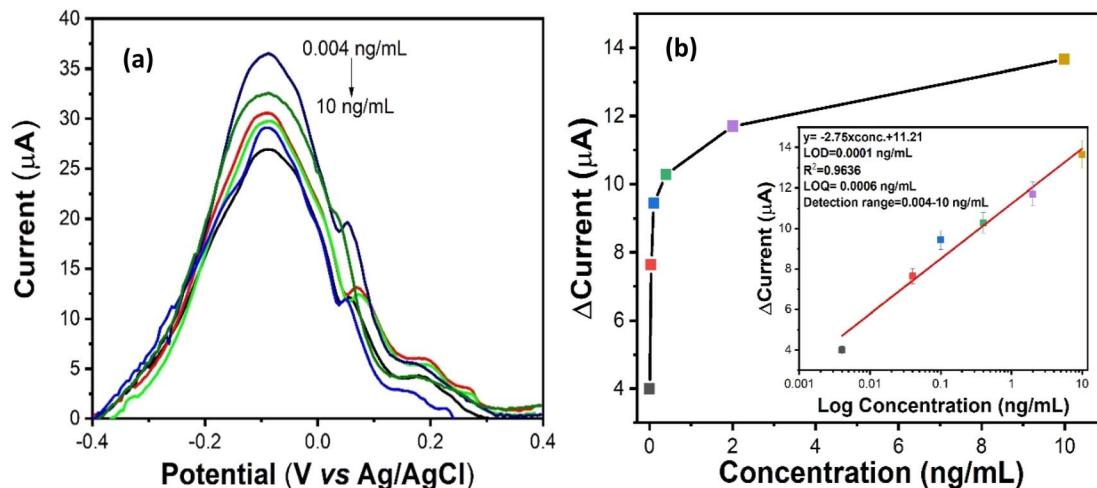 (a)
0.004 ng/mL
10 ng/mL
40
35
30
25
20
15
10
5
0
Current (μA)
-0.4 -0.2 0.0 0.2 0.4
Potential (V vs Ag/AgCl)
(b)
14
12
10
8
6
4
ΔCurrent (μA)
0 2 4 6 8 10
Concentration (ng/mL)
y= -2.75xconc.+11.21
LOD=0.0001 ng/mL
R²=0.9636
LOQ= 0.0006 ng/mL
Detection range=0.004-10 ng/mL
14
12
10
8
6
4
ΔCurrent (μA)
0.001 0.01 0.1 1 10
Log Concentration (ng/mL)